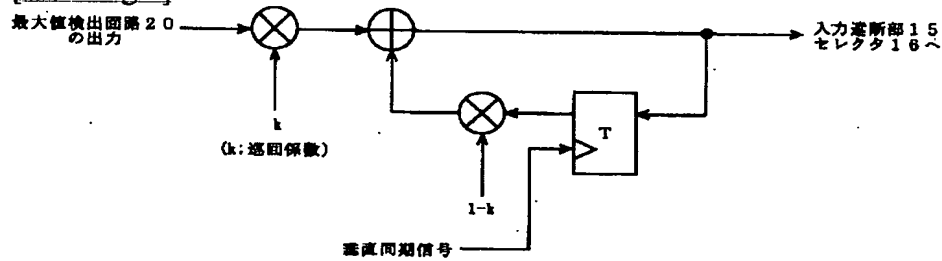 最大値検出回路２０
の出力
入力遮断部１５
セレクタ１６へ
T
k
(k;巡回係数)
1-k
垂直同期信号